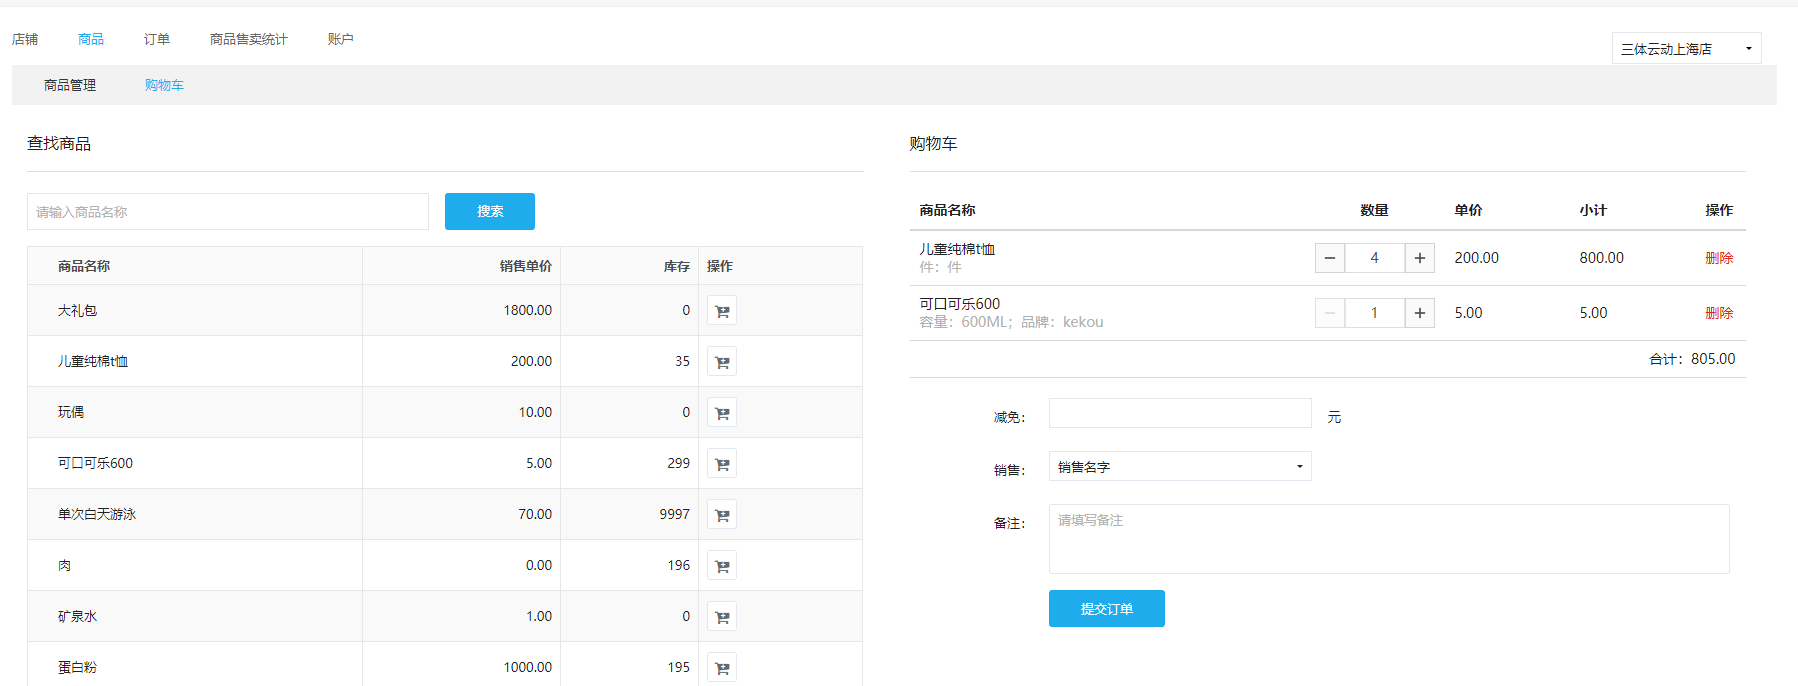 店铺 商品 订单 商品售卖统计 账户
三体云动上海店
商品管理 购物车
查找商品
请输入商品名称 搜索
商品名称 销售单价 库存 操作
大礼包 1800.00 0
儿童纯棉t恤 200.00 35
玩偶 10.00 0
可口可乐600 5.00 299
单次白天游泳 70.00 9997
肉 0.00 196
矿泉水 1.00 0
蛋白粉 1000.00 195
购物车
商品名称 数量 单价 小计 操作
儿童纯棉t恤
件：件
4 200.00 800.00 删除
可口可乐600
容量：600ML；品牌：kekou
1 5.00 5.00 删除
合计：805.00
减免： 元
销售： 销售名字
备注： 请填写备注
提交订单